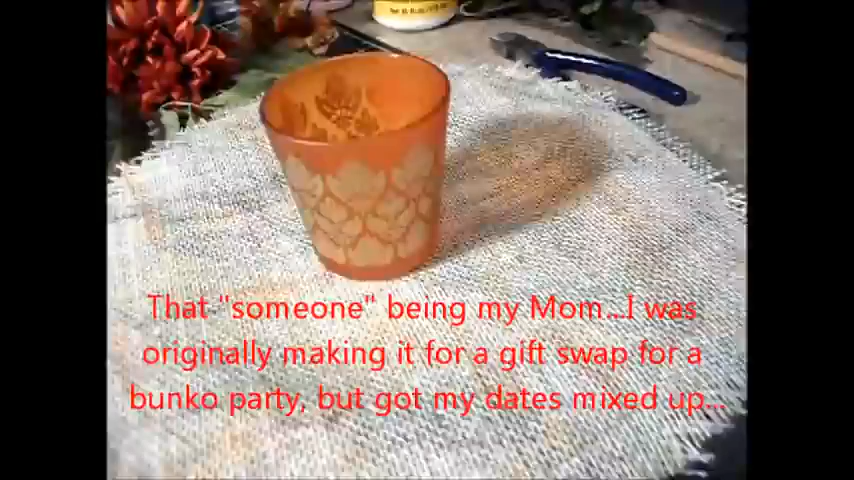 That "someone" being my Mom...I was
originally making it for a gift swap for a
bunko party, but got my dates mixed up...